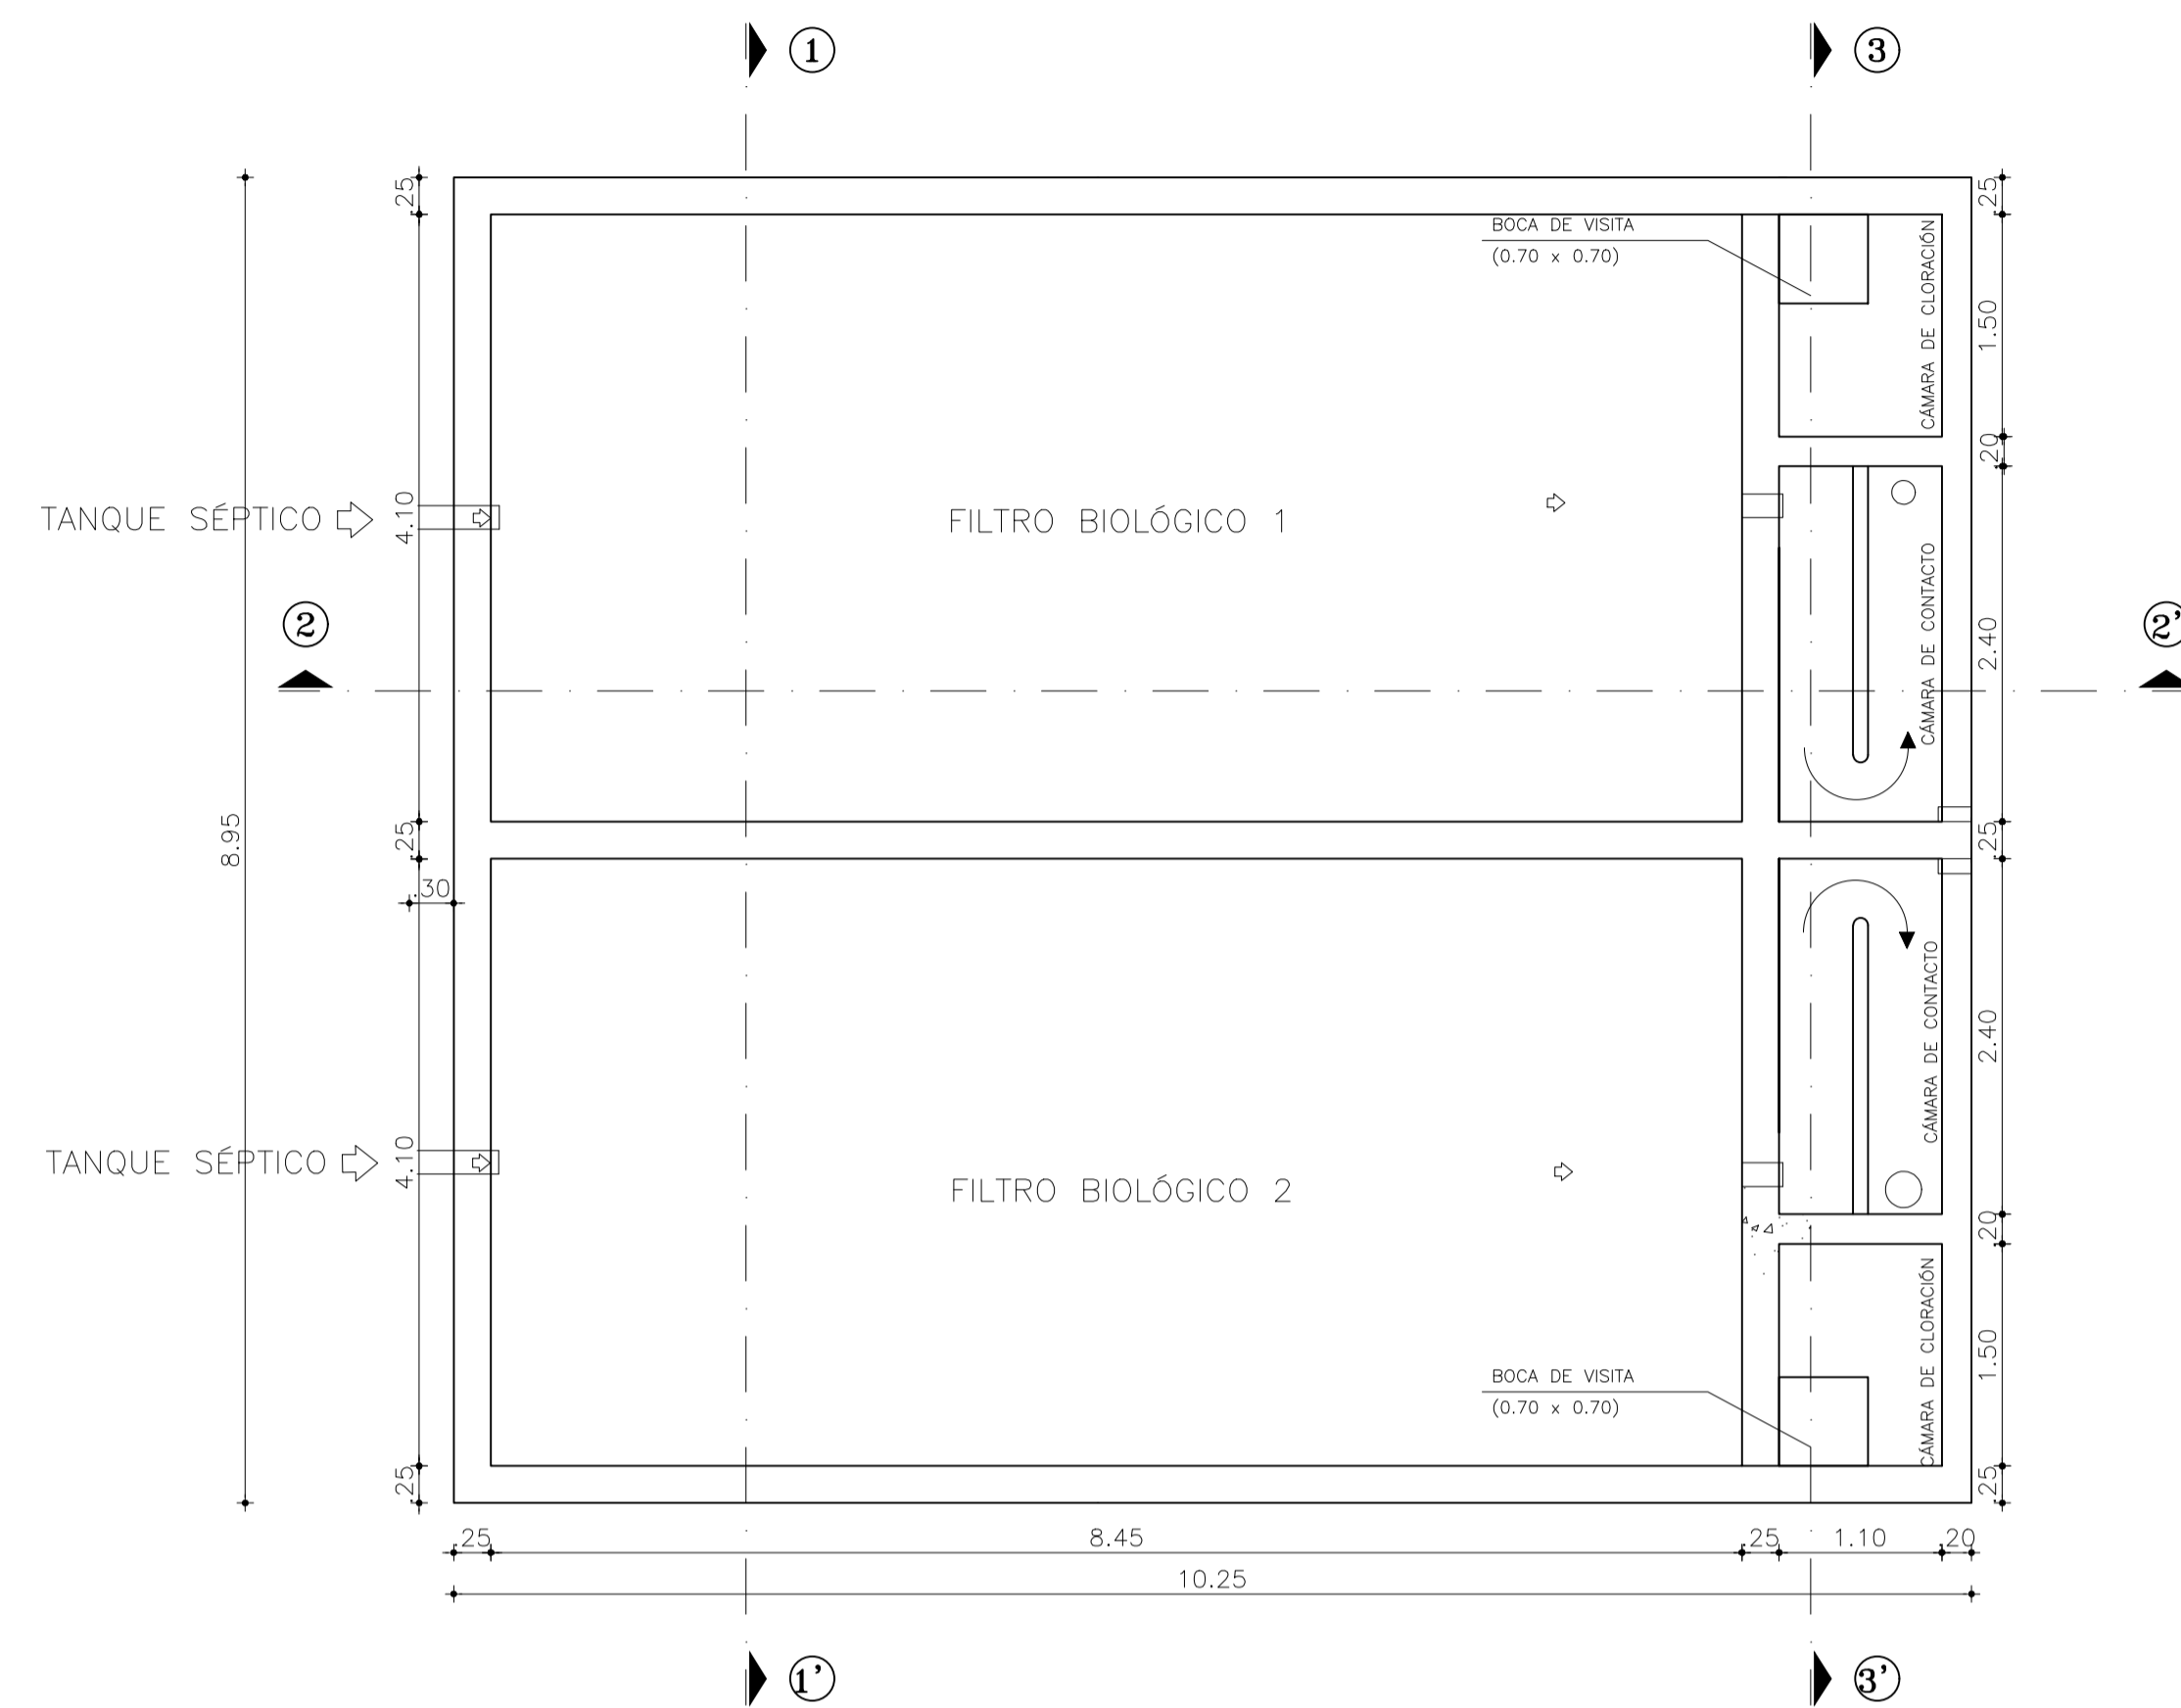 1
3
.25
.25
BOCA DE VISITA
(0.70 x 0.70)
CÁMARA DE CLORACIÓN
1.50
.20
TANQUE SÉPTICO
4.10
FILTRO BIOLÓGICO 1
CÁMARA DE CONTACTO
2.40
2
2'
8.95
.25
.25
.30
CÁMARA DE CONTACTO
2.40
TANQUE SÉPTICO
4.10
FILTRO BIOLÓGICO 2
.20
BOCA DE VISITA
(0.70 x 0.70)
CÁMARA DE CLORACIÓN
1.50
.25
.25
.25
8.45
.25
1.10
.20
10.25
1'
3'